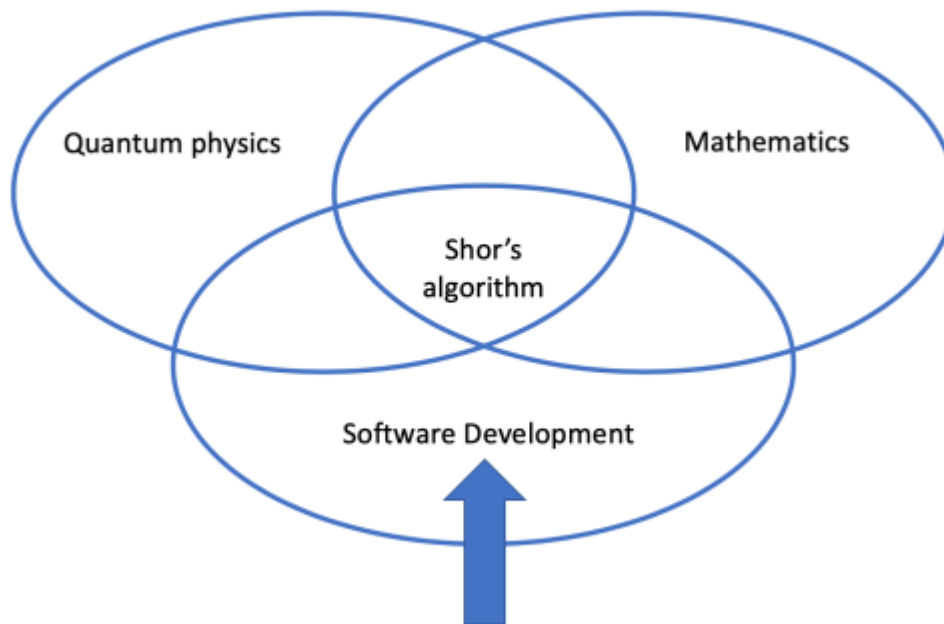 Quantum physics
Mathematics
Shor’s
algorithm
Software Development